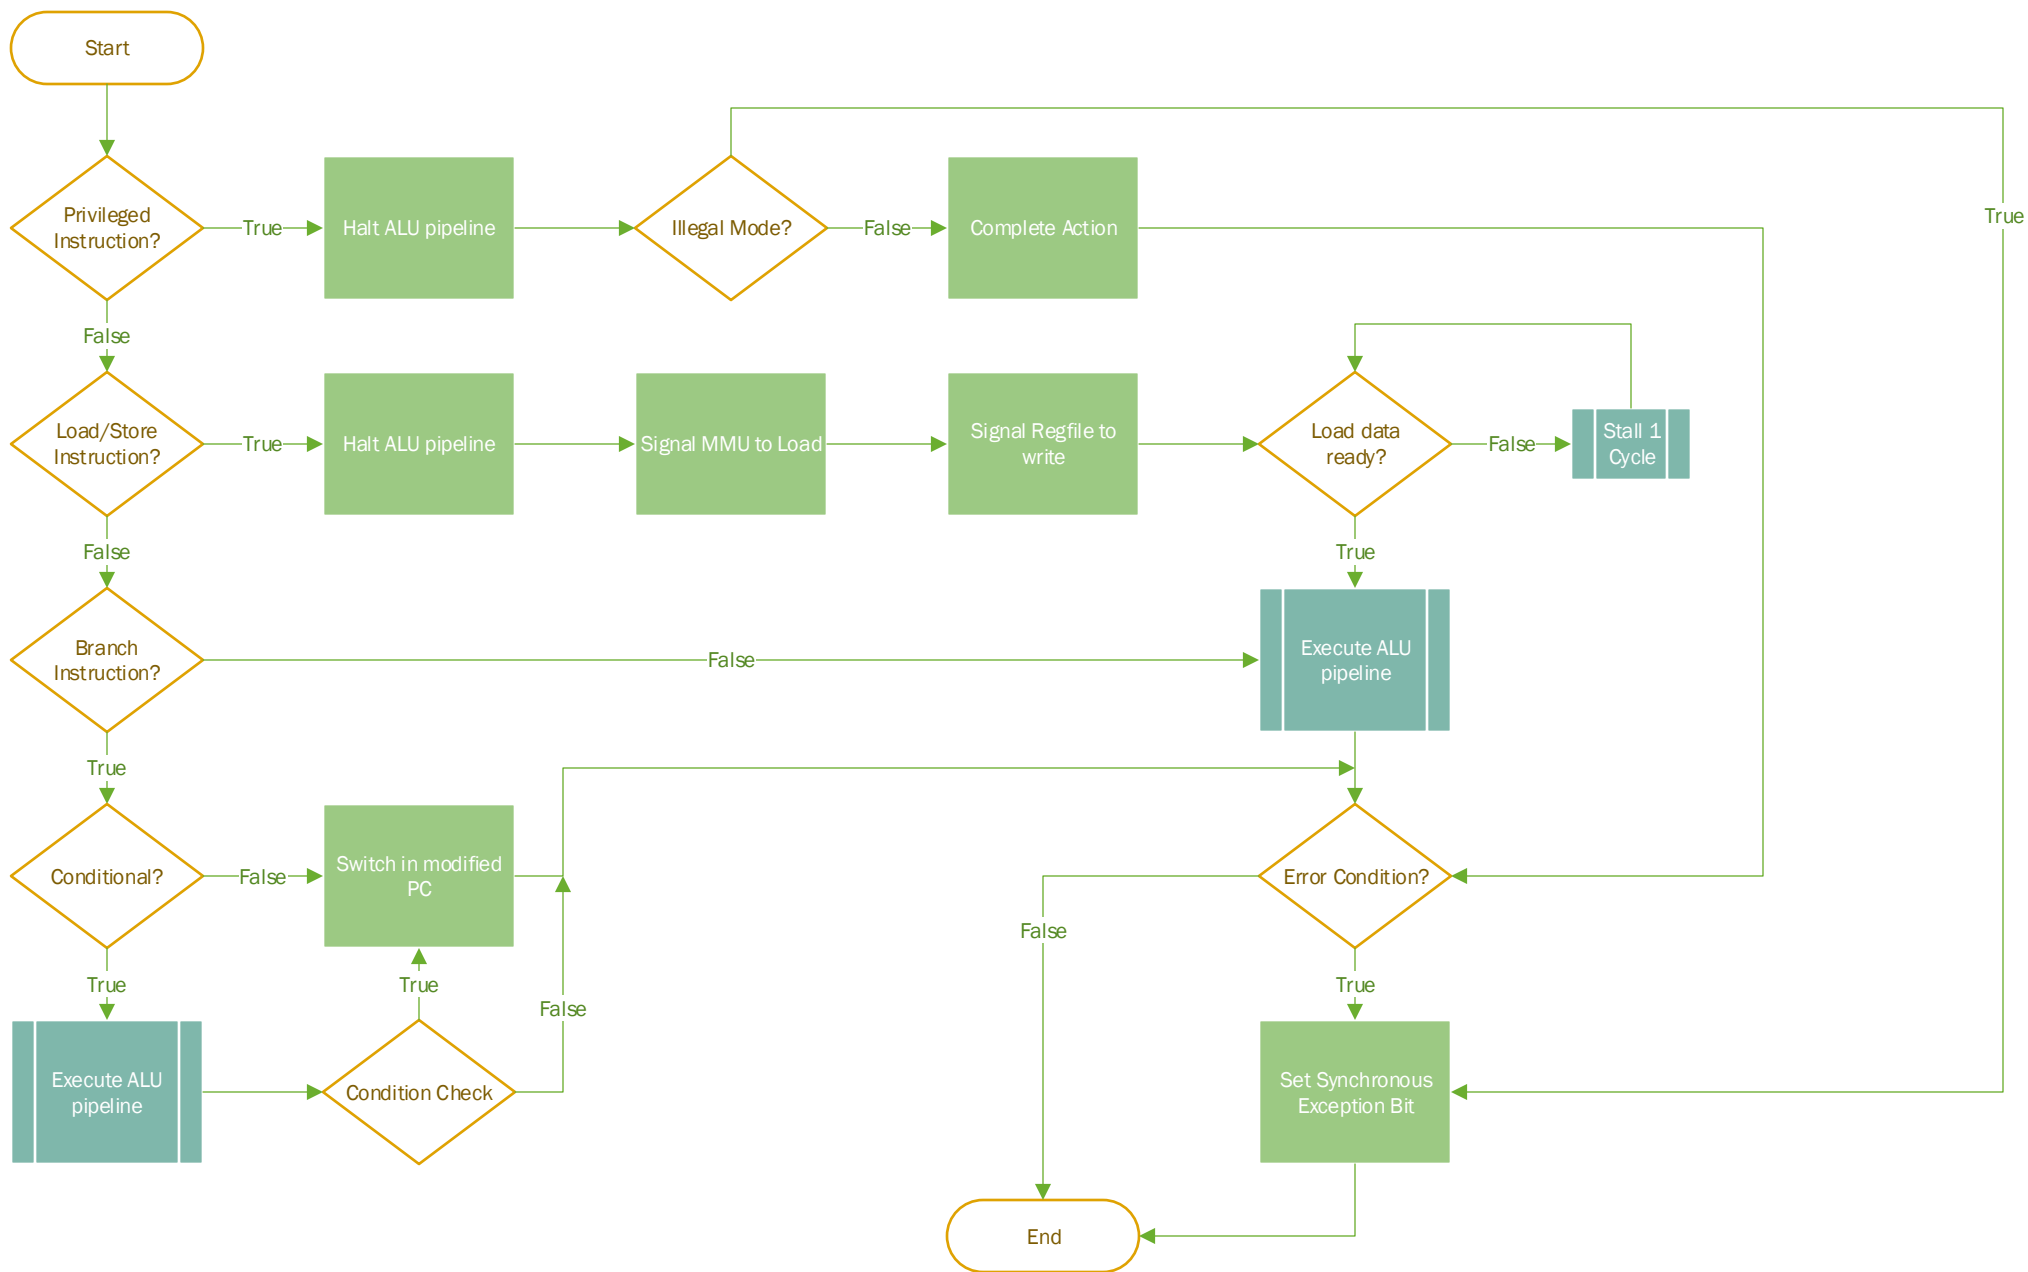 Start
Privileged
Instruction?
True
Halt ALU pipeline
Illegal Mode?
False
Complete Action
True
False
Load/Store
Instruction?
True
Halt ALU pipeline
Signal MMU to Load
Signal Regfile to
write
Load data
ready?
False
Stall 1
Cycle
False
True
Branch
Instruction?
False
Execute ALU
pipeline
True
Conditional?
False
Switch in modified
PC
Error Condition?
False
True
True
False
True
Execute ALU
pipeline
Condition Check
Set Synchronous
Exception Bit
End